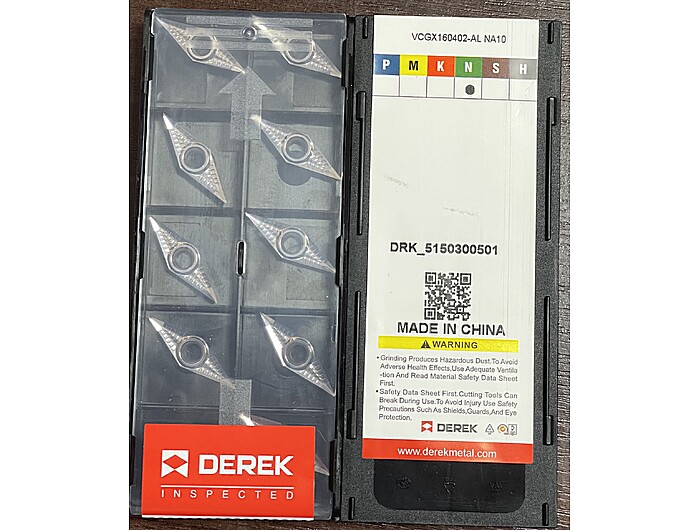 VCGX160402-AL NA10
P M K N S H
DRK_5150300501
MADE IN CHINA
WARNING
•Grinding Produces Hazardous Dust.To Avoid
Adverse Health Effects,Use Adequate Ventila
-tion And Read Material Safety Data Sheet
First.
•Safety Data Sheet First.Cutting Tools Can
Break During Use.To Avoid Injury Use Safety
Precautions Such As Shields,Guards,And Eye
Protection.
DEREK
www.derekmetal.com
DEREK
INSPECTED